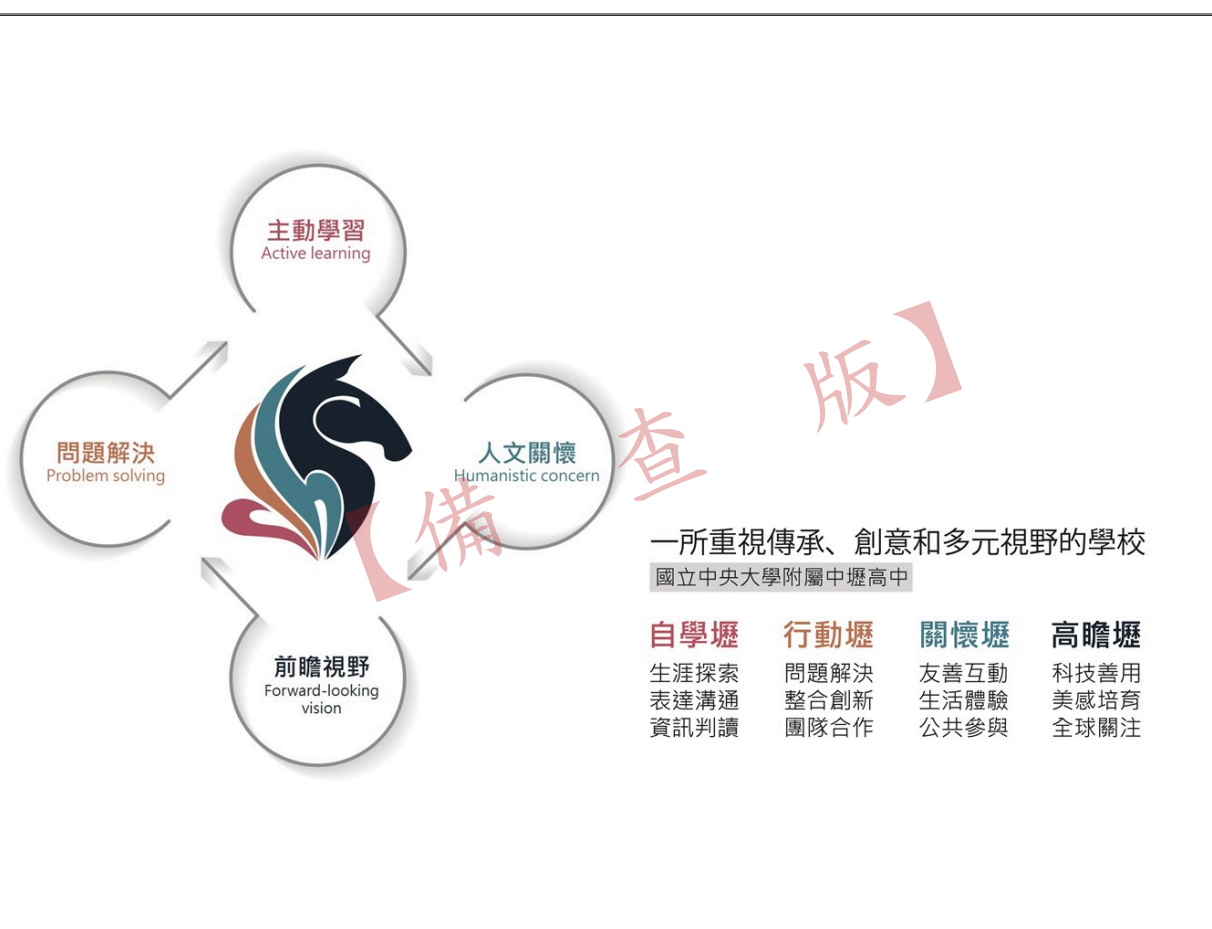 主動學習
Active learning
問題解決
Problem solving
人文關懷
Humanistic concern
前瞻視野
Forward-looking
vision
【備查版】
一所重視傳承、創意和多元視野的學校
國立中央大學附屬中壢高中
自學壢 行動壢 關懷壢 高瞻壢
生涯探索 問題解決 友善互動 科技善用
表達溝通 整合創新 生活體驗 美感培育
資訊判讀 團隊合作 公共參與 全球關注